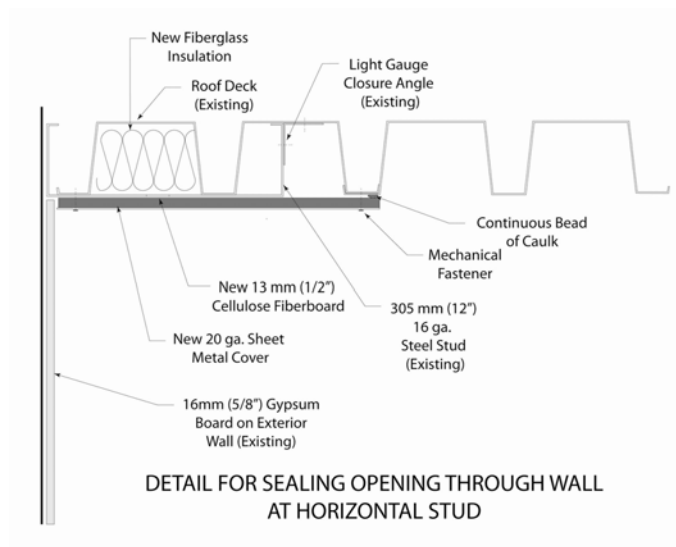 New Fiberglass
Insulation
Roof Deck
(Existing)
Light Gauge
Closure Angle
(Existing)
Continuous Bead
of Caulk
Mechanical
Fastener
New 13 mm (1/2”)
Cellulose Fiberboard
305 mm (12”)
16 ga.
Steel Stud
(Existing)
New 20 ga. Sheet
Metal Cover
16mm (5/8”) Gypsum
Board on Exterior
Wall (Existing)
DETAIL FOR SEALING OPENING THROUGH WALL
AT HORIZONTAL STUD